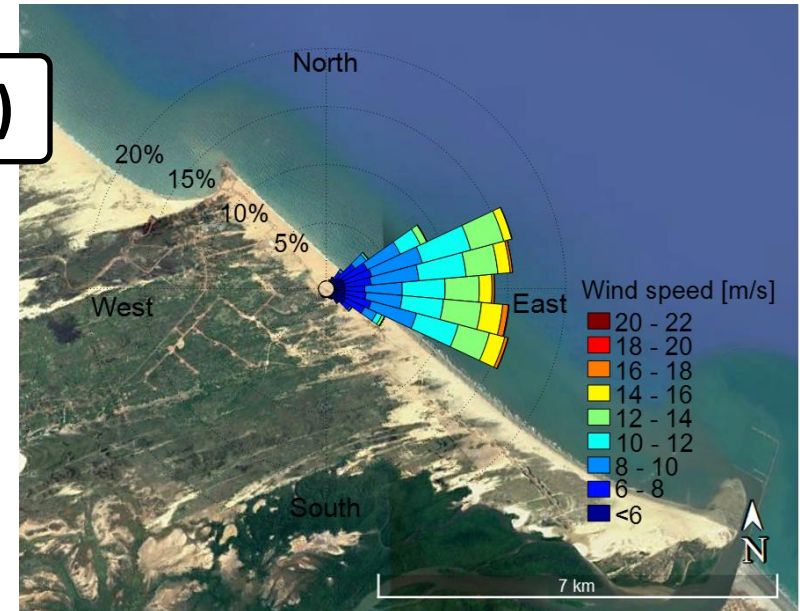 )
North
20%
15%
10%
5%
West
East
South
Wind speed [m/s]
20 - 22
18 - 20
16 - 18
14 - 16
12 - 14
10 - 12
8 - 10
6 - 8
<6
N
7 km